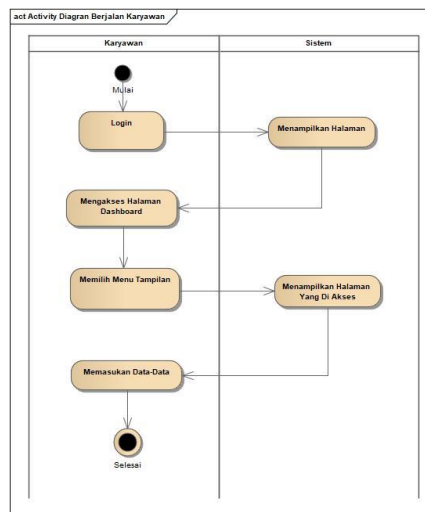 act Activity Diagran Berjalan Karyawan
Karyawan
Sistem
Mulai
Login
Menampilkan Halaman
Mengakses Halaman
Dashboard
Memilih Menu Tampilan
Menampilkan Halaman
Yang Di Akses
Memasukan Data-Data
Selesai